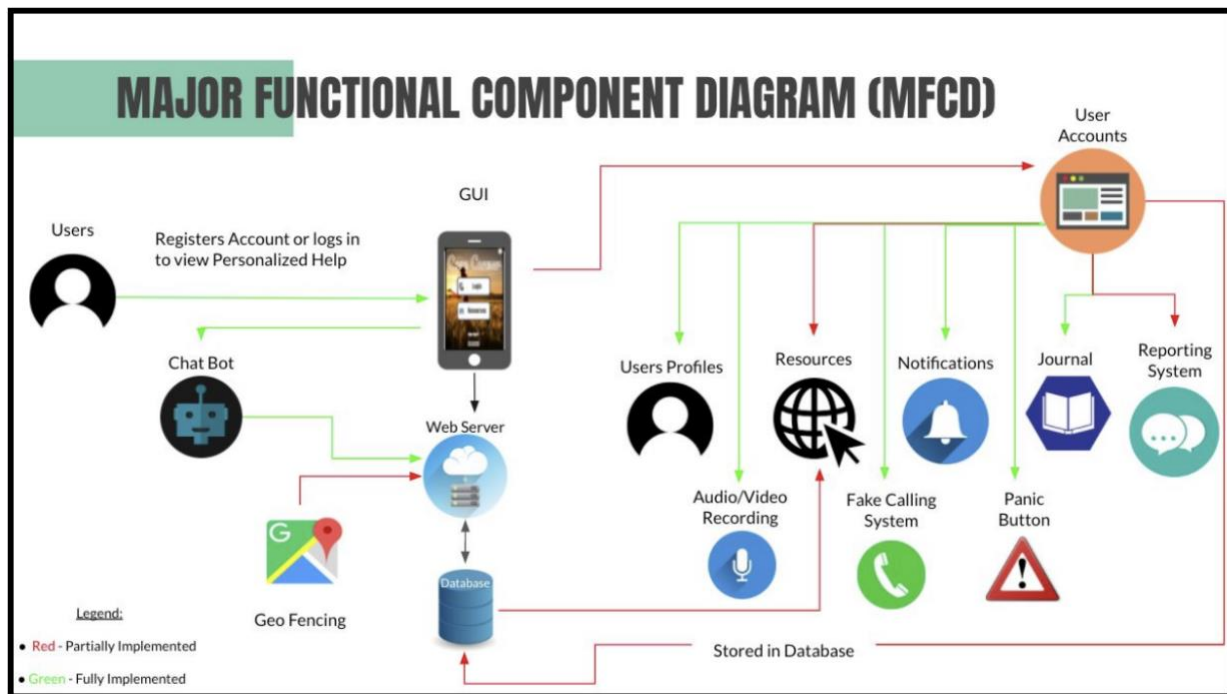 MAJOR FUNCTIONAL COMPONENT DIAGRAM (MFCD)
User
Accounts
GUI
Users
Registers Account or logs in
to view Personalized Help
Login
Chat Bot
Users Profiles
Resources
Notifications
Journal
Reporting
System
Web Server
Audio/Video
Recording
Fake Calling
System
Panic
Button
G
Database
Geo Fencing
Legend:
● Red - Partially Implemented
● Green - Fully Implemented
Stored in Database